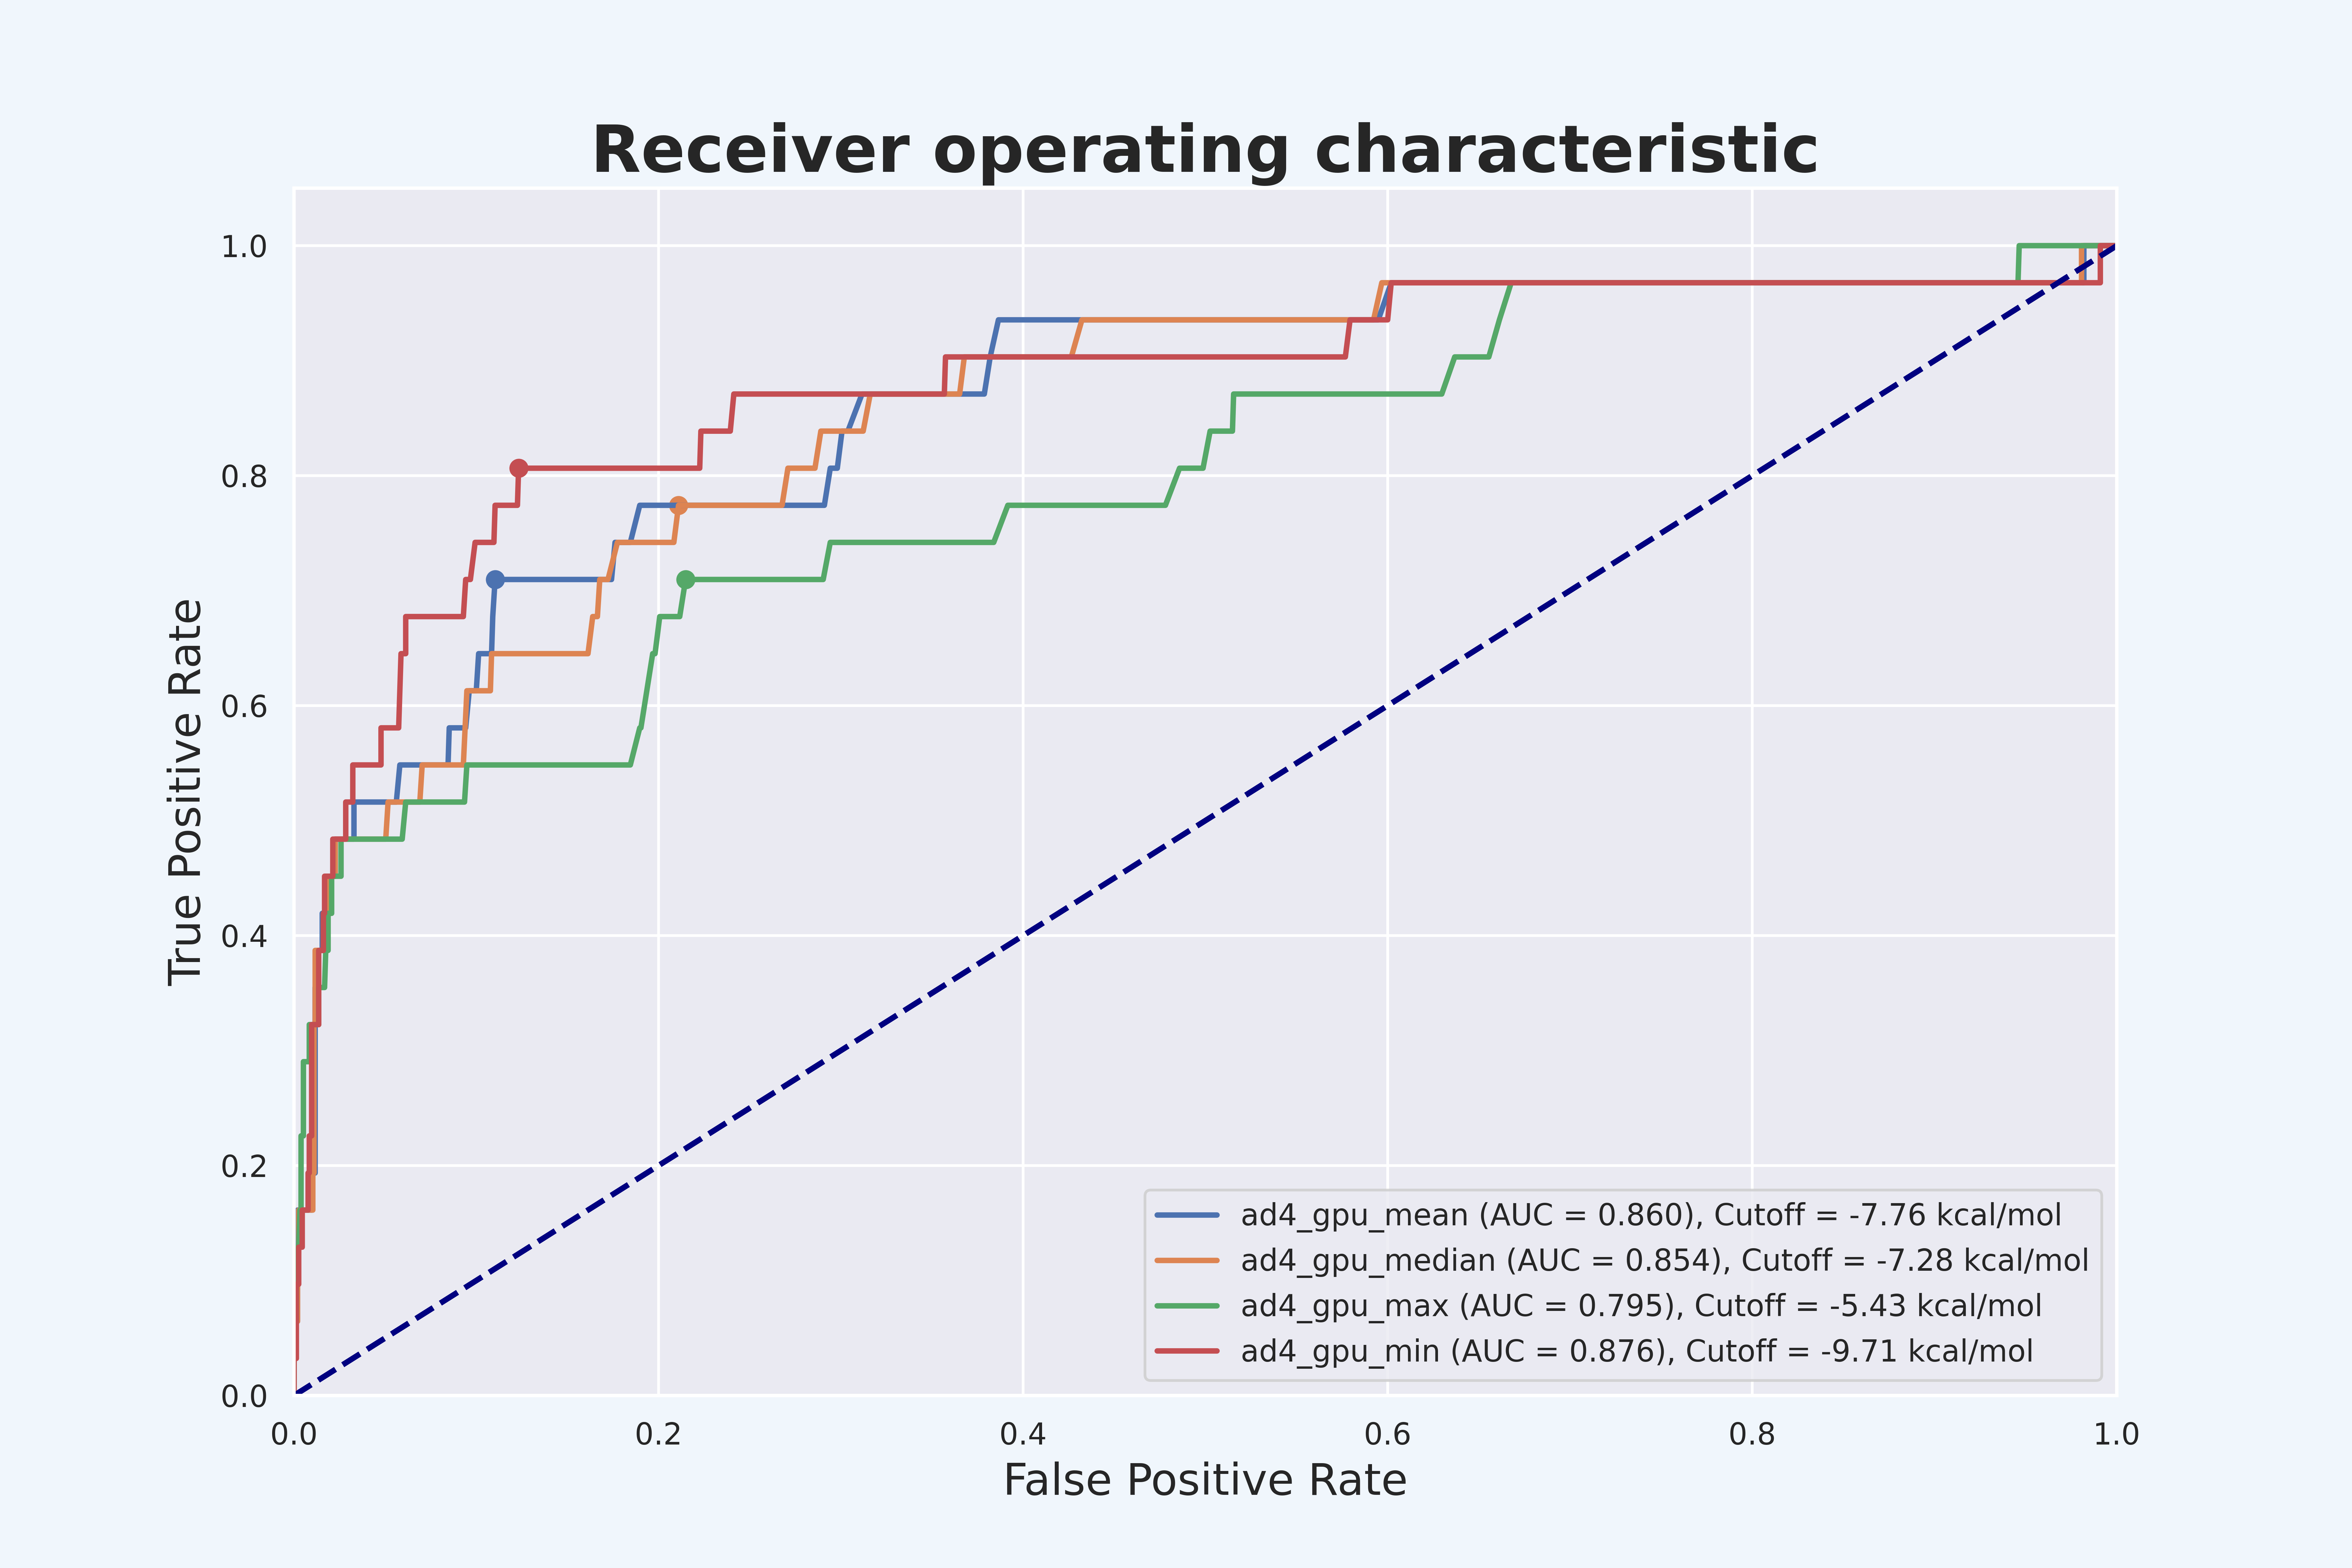 Receiver operating characteristic
True Positive Rate
1.0
0.8
0.6
0.4
0.2
0.0
ad4_gpu_mean (AUC = 0.860), Cutoff = -7.76 kcal/mol
ad4_gpu_median (AUC = 0.854), Cutoff = -7.28 kcal/mol
ad4_gpu_max (AUC = 0.795), Cutoff = -5.43 kcal/mol
ad4_gpu_min (AUC = 0.876), Cutoff = -9.71 kcal/mol
0.0 0.2 0.4 0.6 0.8 1.0
False Positive Rate